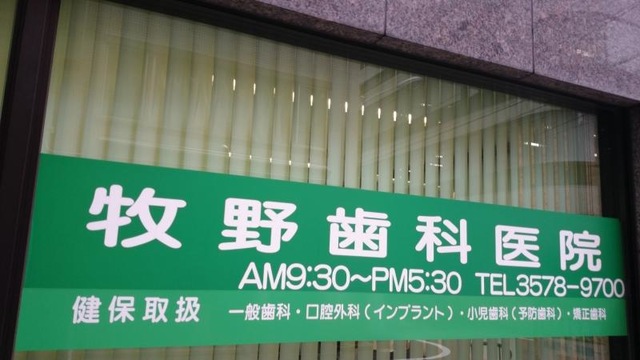 牧野歯科医院
AM9:30～PM5:30 TEL3578-9700
健保取扱 一般歯科・口腔外科(インプラント)・小児歯科(予防歯科)・矯正歯科